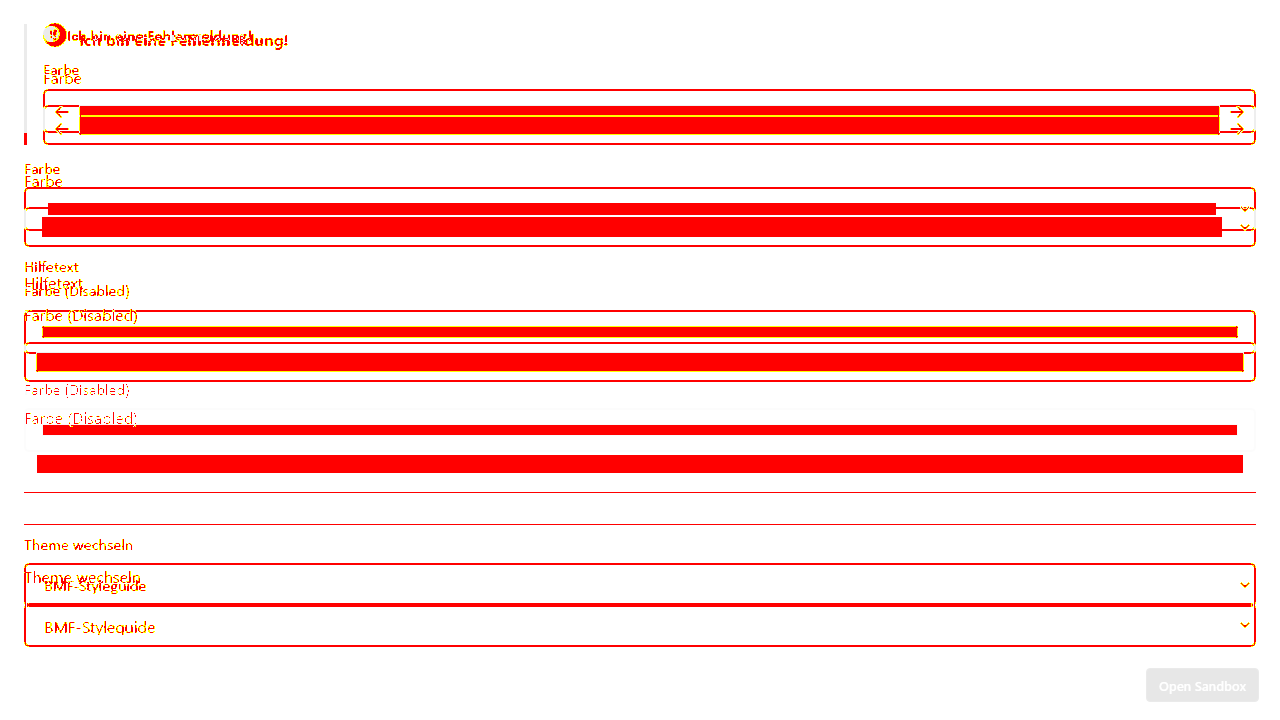 Ich bin eine Fehlermeldung!
Ich bin eine Fehlermeldung!
Farbe
Farbe
Farbe
Farbe
Hilfetext
Hilfetext
Farbe (Disabled)
Farbe (Disabled)
Farbe (Disabled)
Farbe (Disabled)
Theme wechseln
Theme wechseln
BMF-Styleguide
BMF-Styleguide
Open Sandbox